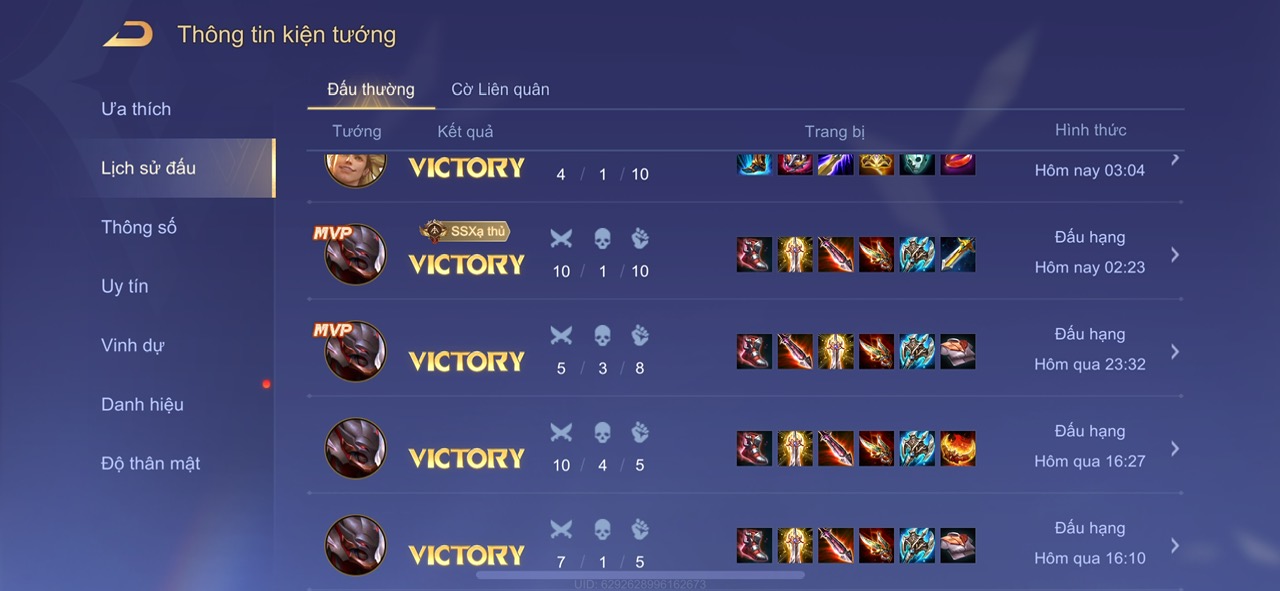 Thông tin kiện tướng
Ưa thích
Lịch sử đấu
Thông số
Uy tín
Vinh dự
Danh hiệu
Độ thân mật
Đấu thường
Cờ Liên quân
Tướng
Kết quả
Trang bị
Hình thức
VICTORY
4 / 1 / 10
Hôm nay 03:04
MVP
SSXạ thủ
VICTORY
10 / 1 / 10
Đấu hạng
Hôm nay 02:23
MVP
VICTORY
5 / 3 / 8
Đấu hạng
Hôm qua 23:32
VICTORY
10 / 4 / 5
Đấu hạng
Hôm qua 16:27
VICTORY
7 / 1 / 5
Đấu hạng
Hôm qua 16:10
UID: 6292628996162673